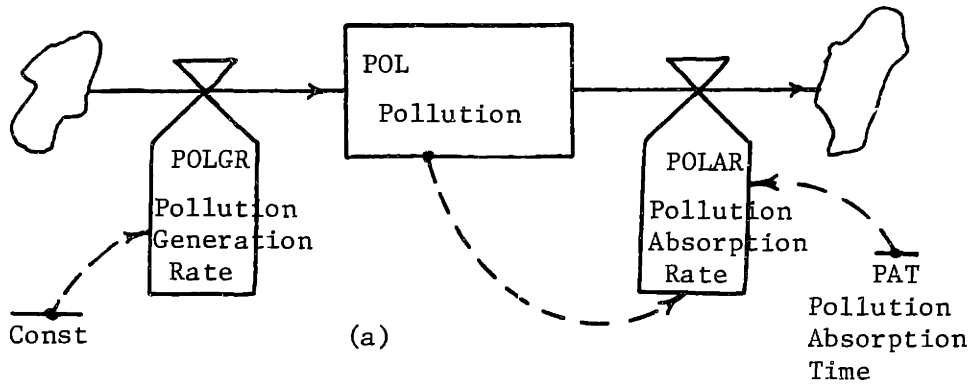 POL
Pollution
POLGR
Pollution
Generation
Rate
POLAR
Pollution
Absorption
Rate
Const
(a)
PAT
Pollution
Absorption
Time